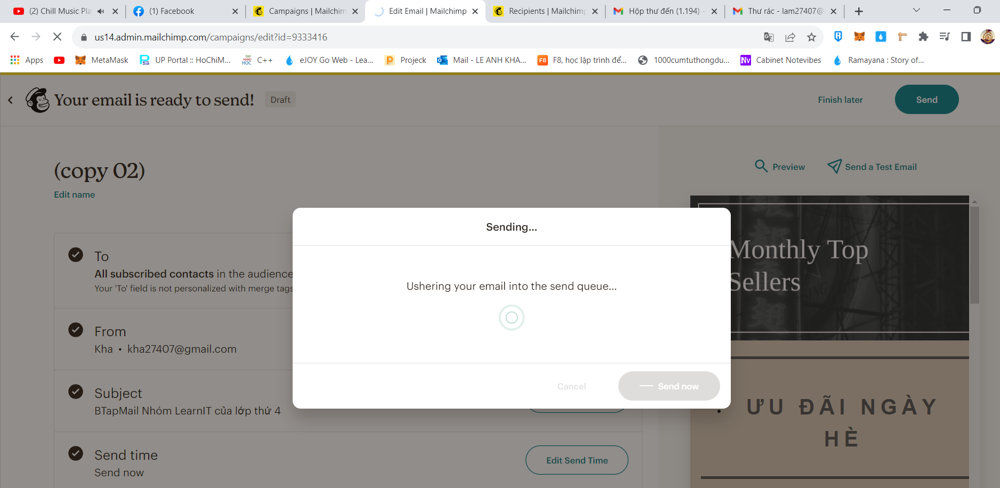 (2) Chill Music Pla
(1) Facebook
Campaigns | Mailchim
Edit Email | Mailchimp
Recipients | Mailchimp
Hộp thư đến (1.194) -
Thư rác - lam27407@
us14.admin.mailchimp.com/campaigns/edit?id=9333416
Apps
MetaMask
UP Portal :: HoChiM...
DẠY NHAU HỌC
C++
eJOY Go Web - Lea...
P
Projeck
Mail - LE ANH KHA...
F8
F8, học lập trình để...
1000cumtuthongdu...
Nv
Cabinet Notevibes
Ramayana : Story of...
Your email is ready to send!
Draft
Finish later
Send
(copy 02)
Edit name
Preview
Send a Test Email
To
All subscribed contacts in the audience
Your 'To' field is not personalized with merge tags
From
Kha • kha27407@gmail.com
Subject
BTapMail Nhóm LearnIT của lớp thứ 4
Send time
Send now
Edit Send Time
Sending...
Ushering your email into the send queue...
Cancel
Send now
Monthly Top
Sellers
• ƯU ĐÃI NGÀY
HÈ